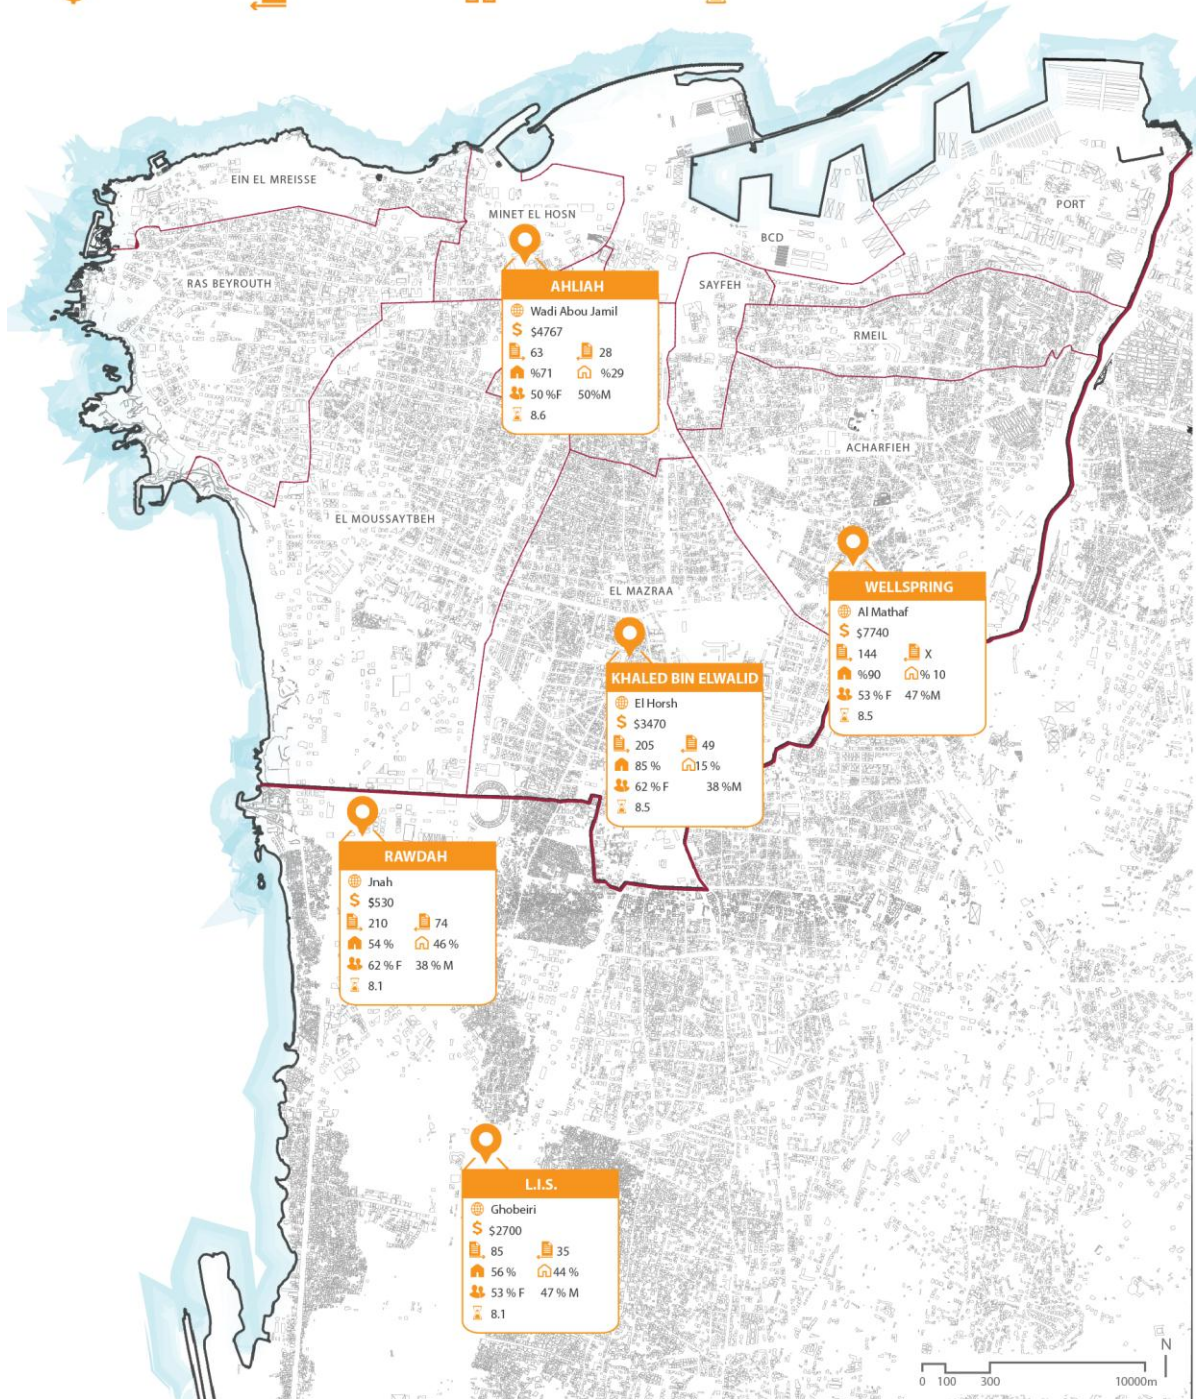 EIN EL MREISSE
PORT
MINET EL HOSN
BCD
RAS BEYROUTH
SAYFEH
AHLIAH
Wadi Abou Jamil
$ $4767
63 28
%71 %29
50 %F 50%M
8.6
RMEIL
ACHARFIEH
EL MOUSSAYTBEH
EL MAZRAA
WELLSPRING
Al Mathaf
$ $7740
144 X
%90 % 10
53 % F 47 %M
8.5
KHALED BIN ELWALID
El Horsh
$ $3470
205 49
85 % 15 %
62 % F 38 %M
8.5
RAWDAH
Jnah
$ $530
210 74
54 % 46 %
62 % F 38 % M
8.1
L.I.S.
Ghobeiri
$ $2700
85 35
56 % 44 %
53 % F 47 % M
8.1
N
0 100 300 10000m